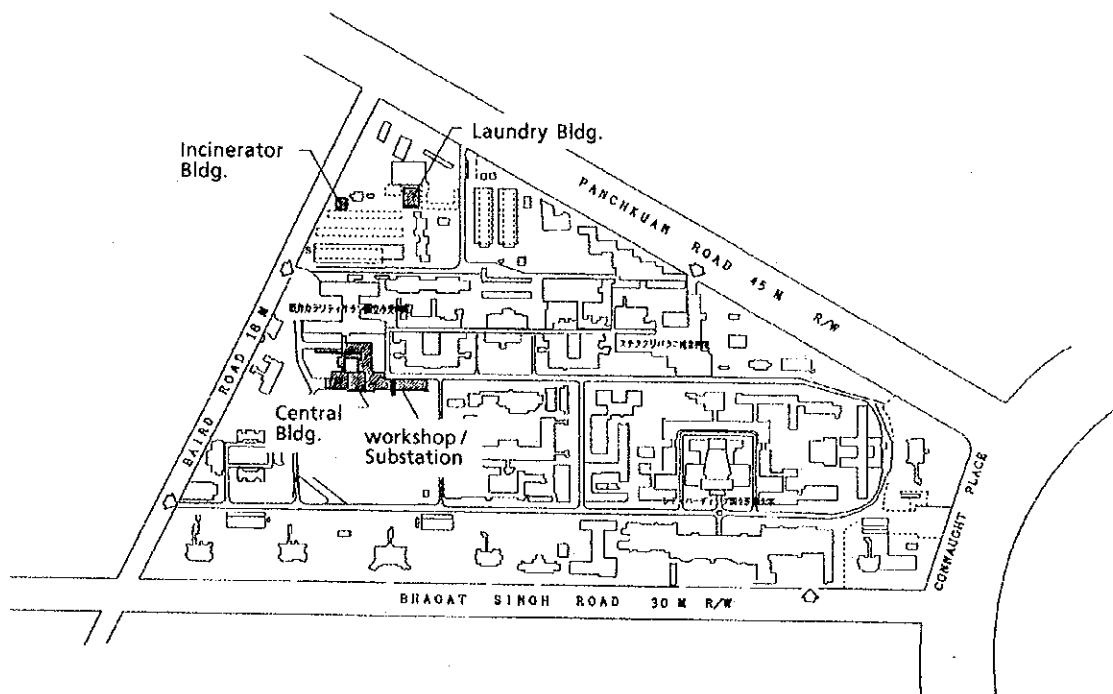 Laundry Bldg.
Incinerator
Bldg.
PANCHKUAN ROAD 45 M R/W
BAIRD ROAD 18 M
Central
Bldg.
workshop/
Substation
CONNAUGHT PLACE
BHAGAT SINGH ROAD 30 M R/W